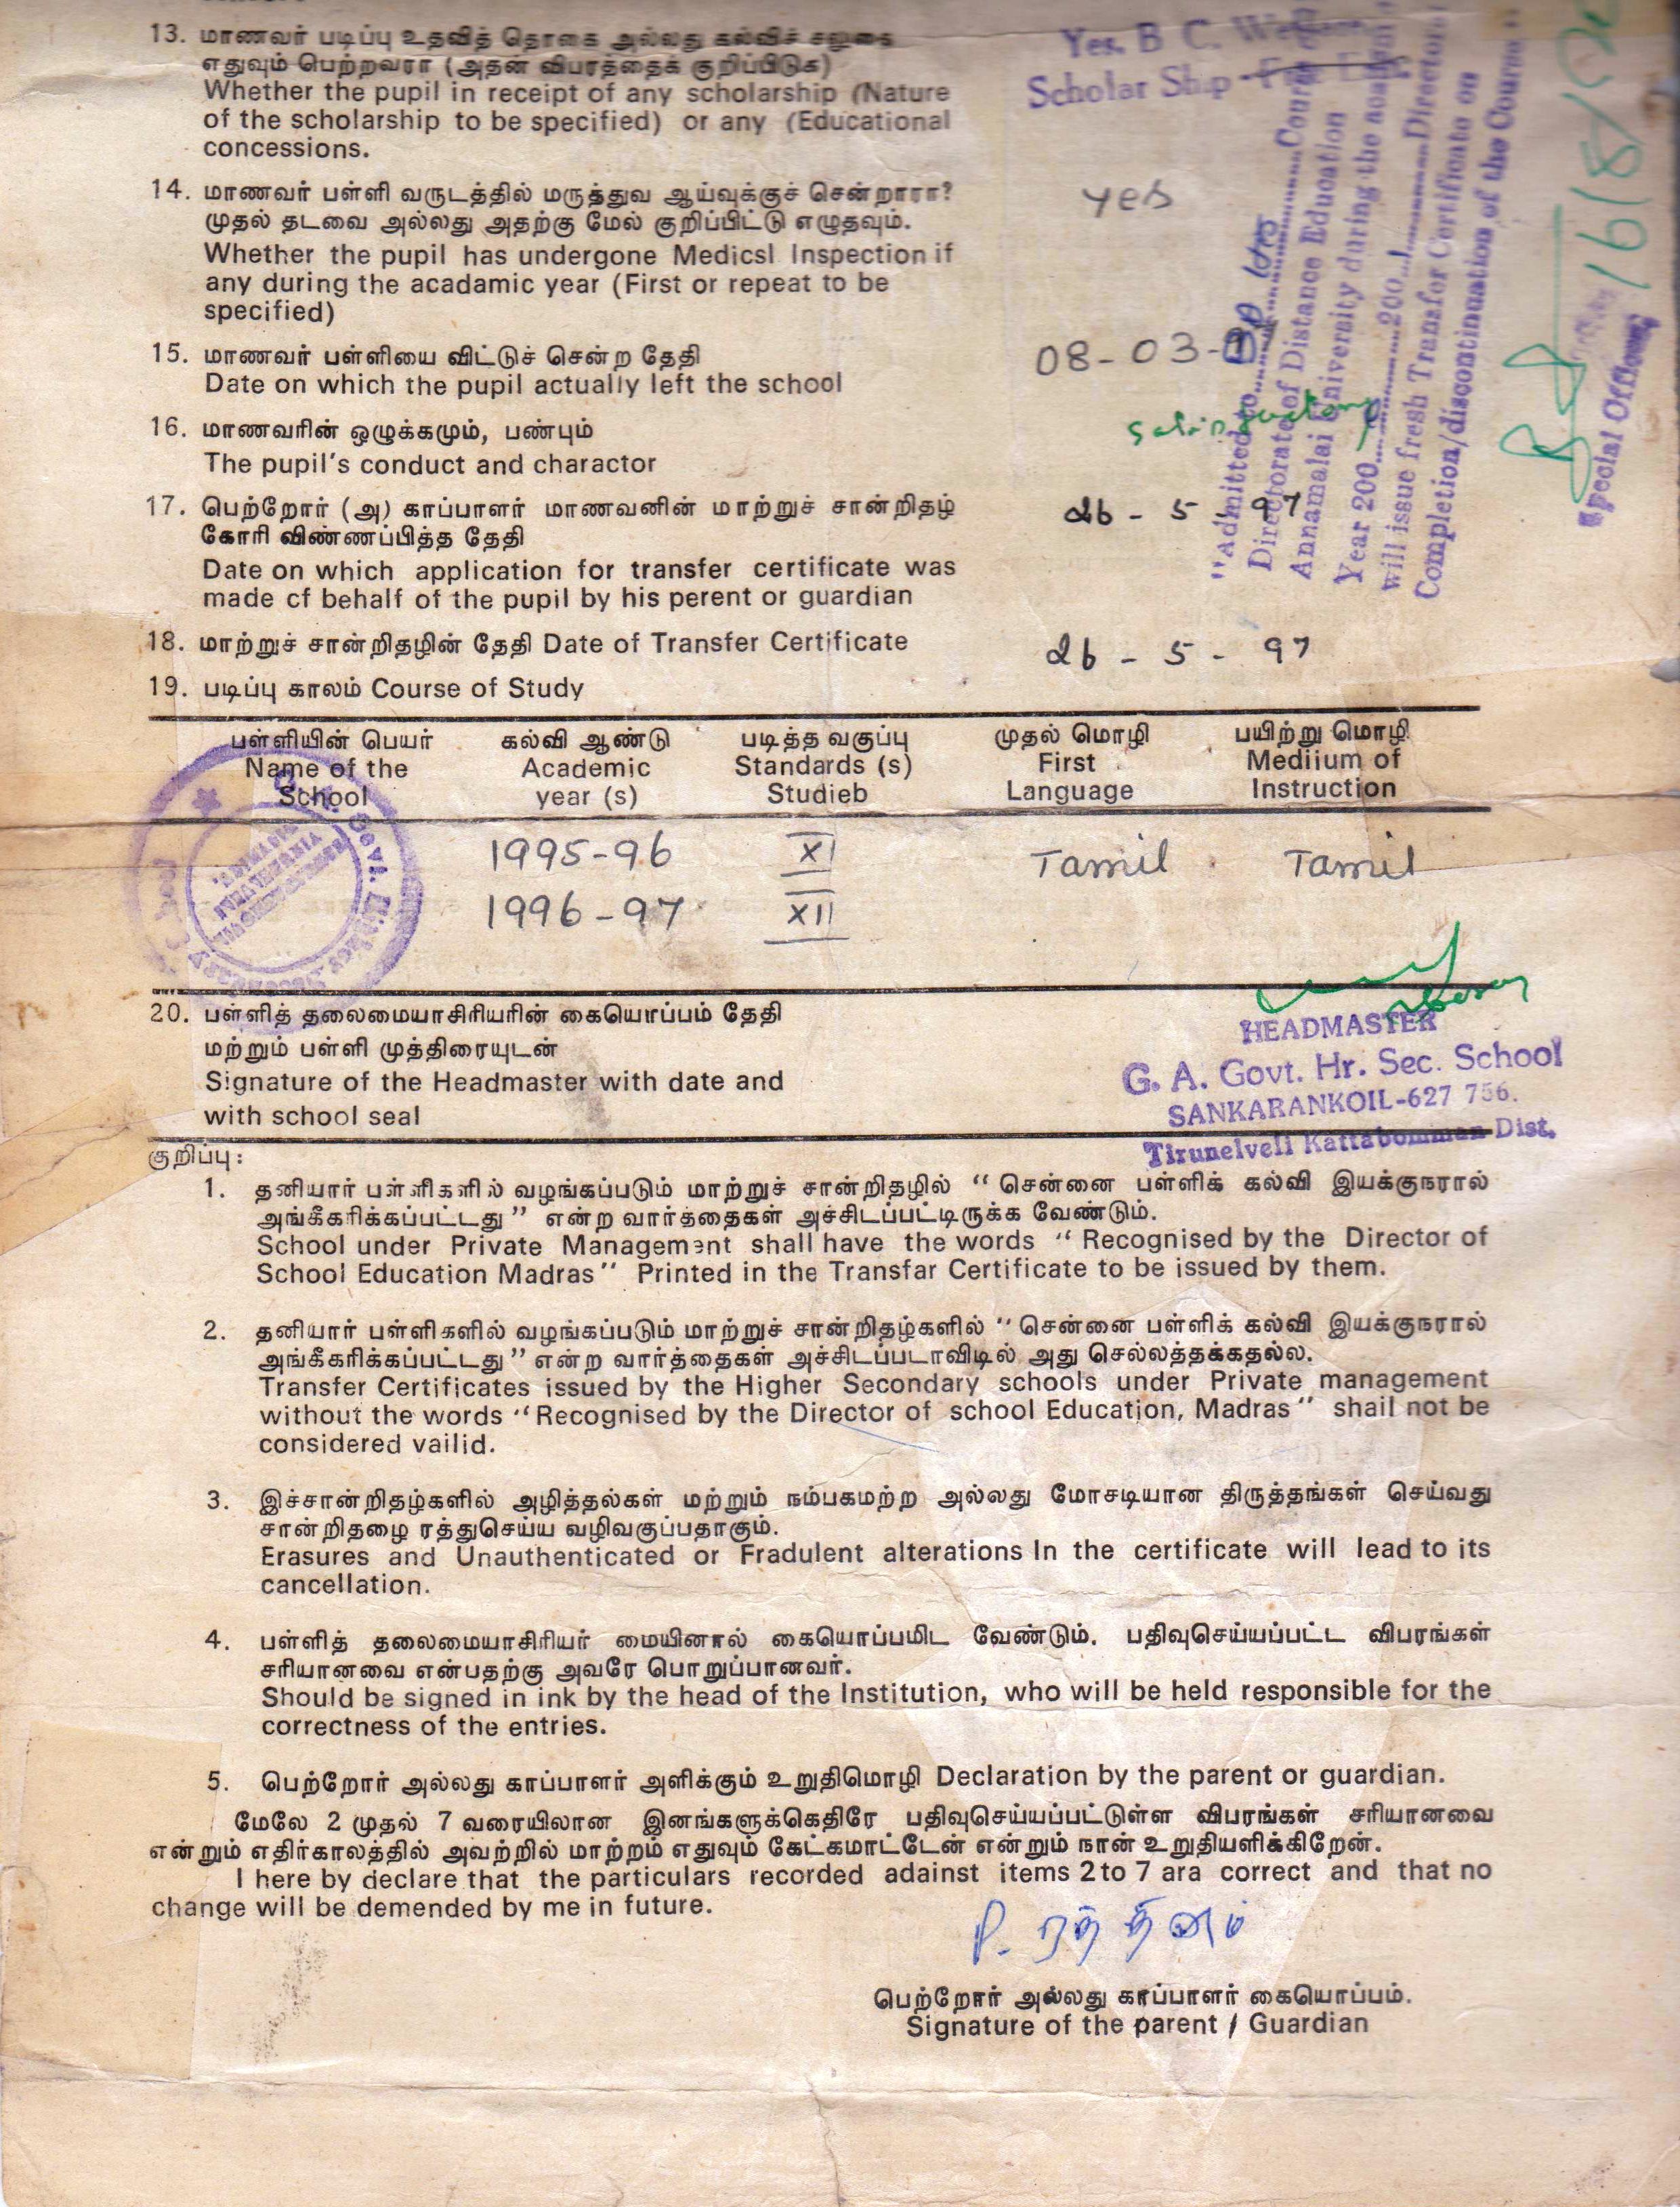 13. மாணவர் படிப்பு உதவித் தொகை அல்லது கல்விச் சலுகை
எதுவும் பெற்றவரா (அதன் விபரத்தைக் குறிப்பிடுக)
Whether the pupil in receipt of any scholarship (Nature
of the scholarship to be specified) or any (Educational
concessions.
Yes. B C.
Scholar Ship
14. மாணவர் பள்ளி வருடத்தில் மருத்துவ ஆய்வுக்குச் சென்றாரா?
முதல் தடவை அல்லது அதற்கு மேல் குறிப்பிட்டு எழுதவும்.
Whether the pupil has undergone Medicsl Inspection if
any during the acadamic year (First or repeat to be
specified)
yes
15. மாணவர் பள்ளியை விட்டுச் சென்ற தேதி
Date on which the pupil actually left the school
08-03-
16. மாணவரின் ஒழுக்கமும், பண்பும்
The pupil's conduct and charactor
17. பெற்றோர் (அ) காப்பாளர் மாணவனின் மாற்றுச் சான்றிதழ்
கோரி விண்ணப்பித்த தேதி
Date on which application for transfer certificate was
made cf behalf of the pupil by his perent or guardian
26 - 5 - 97
18. மாற்றுச் சான்றிதழின் தேதி Date of Transfer Certificate
26 - 5 - 97
19. படிப்பு காலம் Course of Study
"Admitted to.......... Course
Directorate of Distance Education
Annamalai University during the
Year 200......200...
will issue fresh Transfer Certificate on
Completion/discontinuation of the Course
Special Officer
பள்ளியின் பெயர் கல்வி ஆண்டு படித்த வகுப்பு முதல் மொழி பயிற்று மொழி
Name of the Academic Standards (s) First Mediium of
School year (s) Studieb Language Instruction
1995-96 XI Tamil Tamil
1996-97 XII
20. பள்ளித் தலைமையாசிரியரின் கையொப்பம் தேதி
மற்றும் பள்ளி முத்திரையுடன்
Signature of the Headmaster with date and
with school seal
HEADMASTER
G. A. Govt. Hr. Sec. School
SANKARANKOIL-627 756.
Tirunelveli Kattabomman Dist.
குறிப்பு:
1. தனியார் பள்ளிகளில் வழங்கப்படும் மாற்றுச் சான்றிதழில் " சென்னை பள்ளிக் கல்வி இயக்குநரால்
அங்கீகரிக்கப்பட்டது " என்ற வார்த்தைகள் அச்சிடப்பட்டிருக்க வேண்டும்.
School under Private Management shall have the words " Recognised by the Director of
School Education Madras" Printed in the Transfar Certificate to be issued by them.
2. தனியார் பள்ளிகளில் வழங்கப்படும் மாற்றுச் சான்றிதழ்களில் " சென்னை பள்ளிக் கல்வி இயக்குநரால்
அங்கீகரிக்கப்பட்டது " என்ற வார்த்தைகள் அச்சிடப்படாவிடில் அது செல்லத்தக்கதல்ல.
Transfer Certificates issued by the Higher Secondary schools under Private management
without the words "Recognised by the Director of school Education, Madras" shail not be
considered vailid.
3. இச்சான்றிதழ்களில் அழித்தல்கள் மற்றும் நம்பகமற்ற அல்லது மோசடியான திருத்தங்கள் செய்வது
சான்றிதழை ரத்துசெய்ய வழிவகுப்பதாகும்.
Erasures and Unauthenticated or Fradulent alterations In the certificate will lead to its
cancellation.
4. பள்ளித் தலைமையாசிரியர் மையினால் கையொப்பமிட வேண்டும். பதிவுசெய்யப்பட்ட விபரங்கள்
சரியானவை என்பதற்கு அவரே பொறுப்பானவர்.
Should be signed in ink by the head of the Institution, who will be held responsible for the
correctness of the entries.
5. பெற்றோர் அல்லது காப்பாளர் அளிக்கும் உறுதிமொழி Declaration by the parent or guardian.
மேலே 2 முதல் 7 வரையிலான இனங்களுக்கெதிரே பதிவுசெய்யப்பட்டுள்ள விபரங்கள் சரியானவை
என்றும் எதிர்காலத்தில் அவற்றில் மாற்றம் எதுவும் கேட்கமாட்டேன் என்றும் நான் உறுதியளிக்கிறேன்.
I here by declare that the particulars recorded adainst items 2 to 7 ara correct and that no
change will be demended by me in future.
P. ரத்தினம்
பெற்றோர் அல்லது காப்பாளர் கையொப்பம்.
Signature of the parent / Guardian